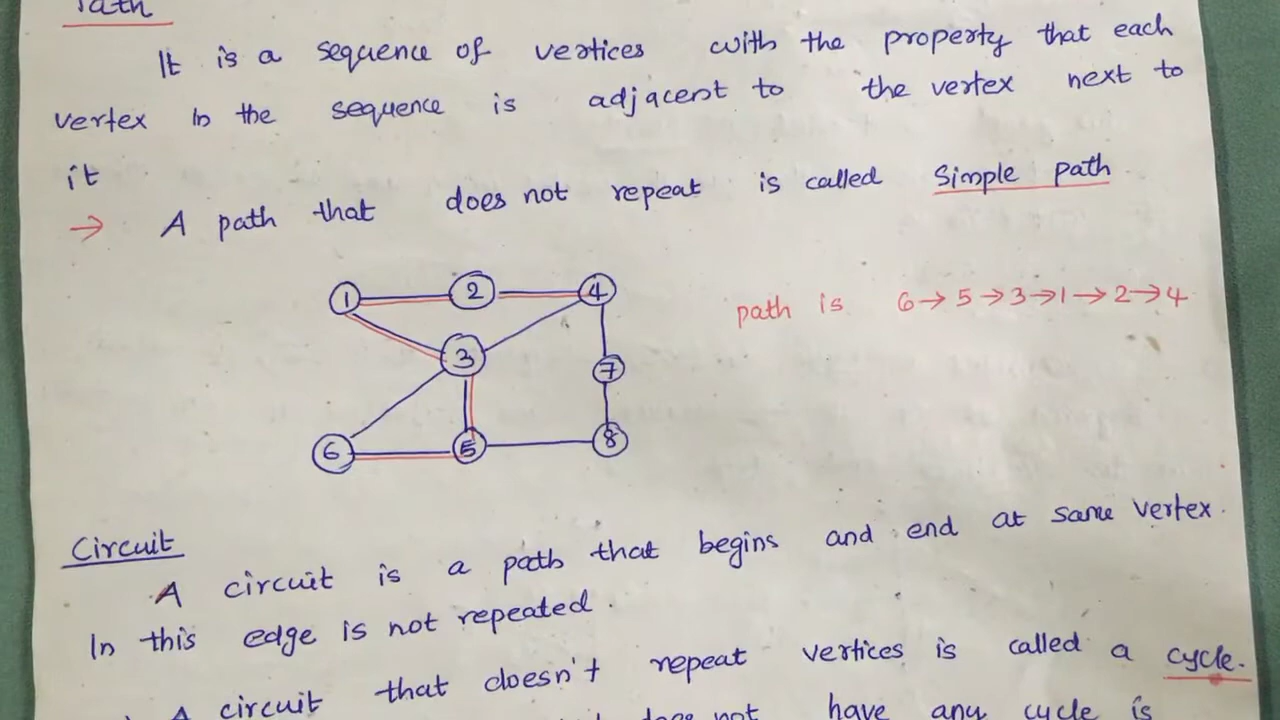 Path
It is a sequence of vertices with the property that each
vertex in the sequence is adjacent to the vertex next to
it
→ A path that does not repeat is called Simple path
1 2 4
path is 6→5→3→1→2→4
3
7
6 5 8
Circuit
A circuit is a path that begins and end at same vertex.
In this edge is not repeated.
A circuit that doesn't repeat vertices is called a cycle.
does not have any cycle is